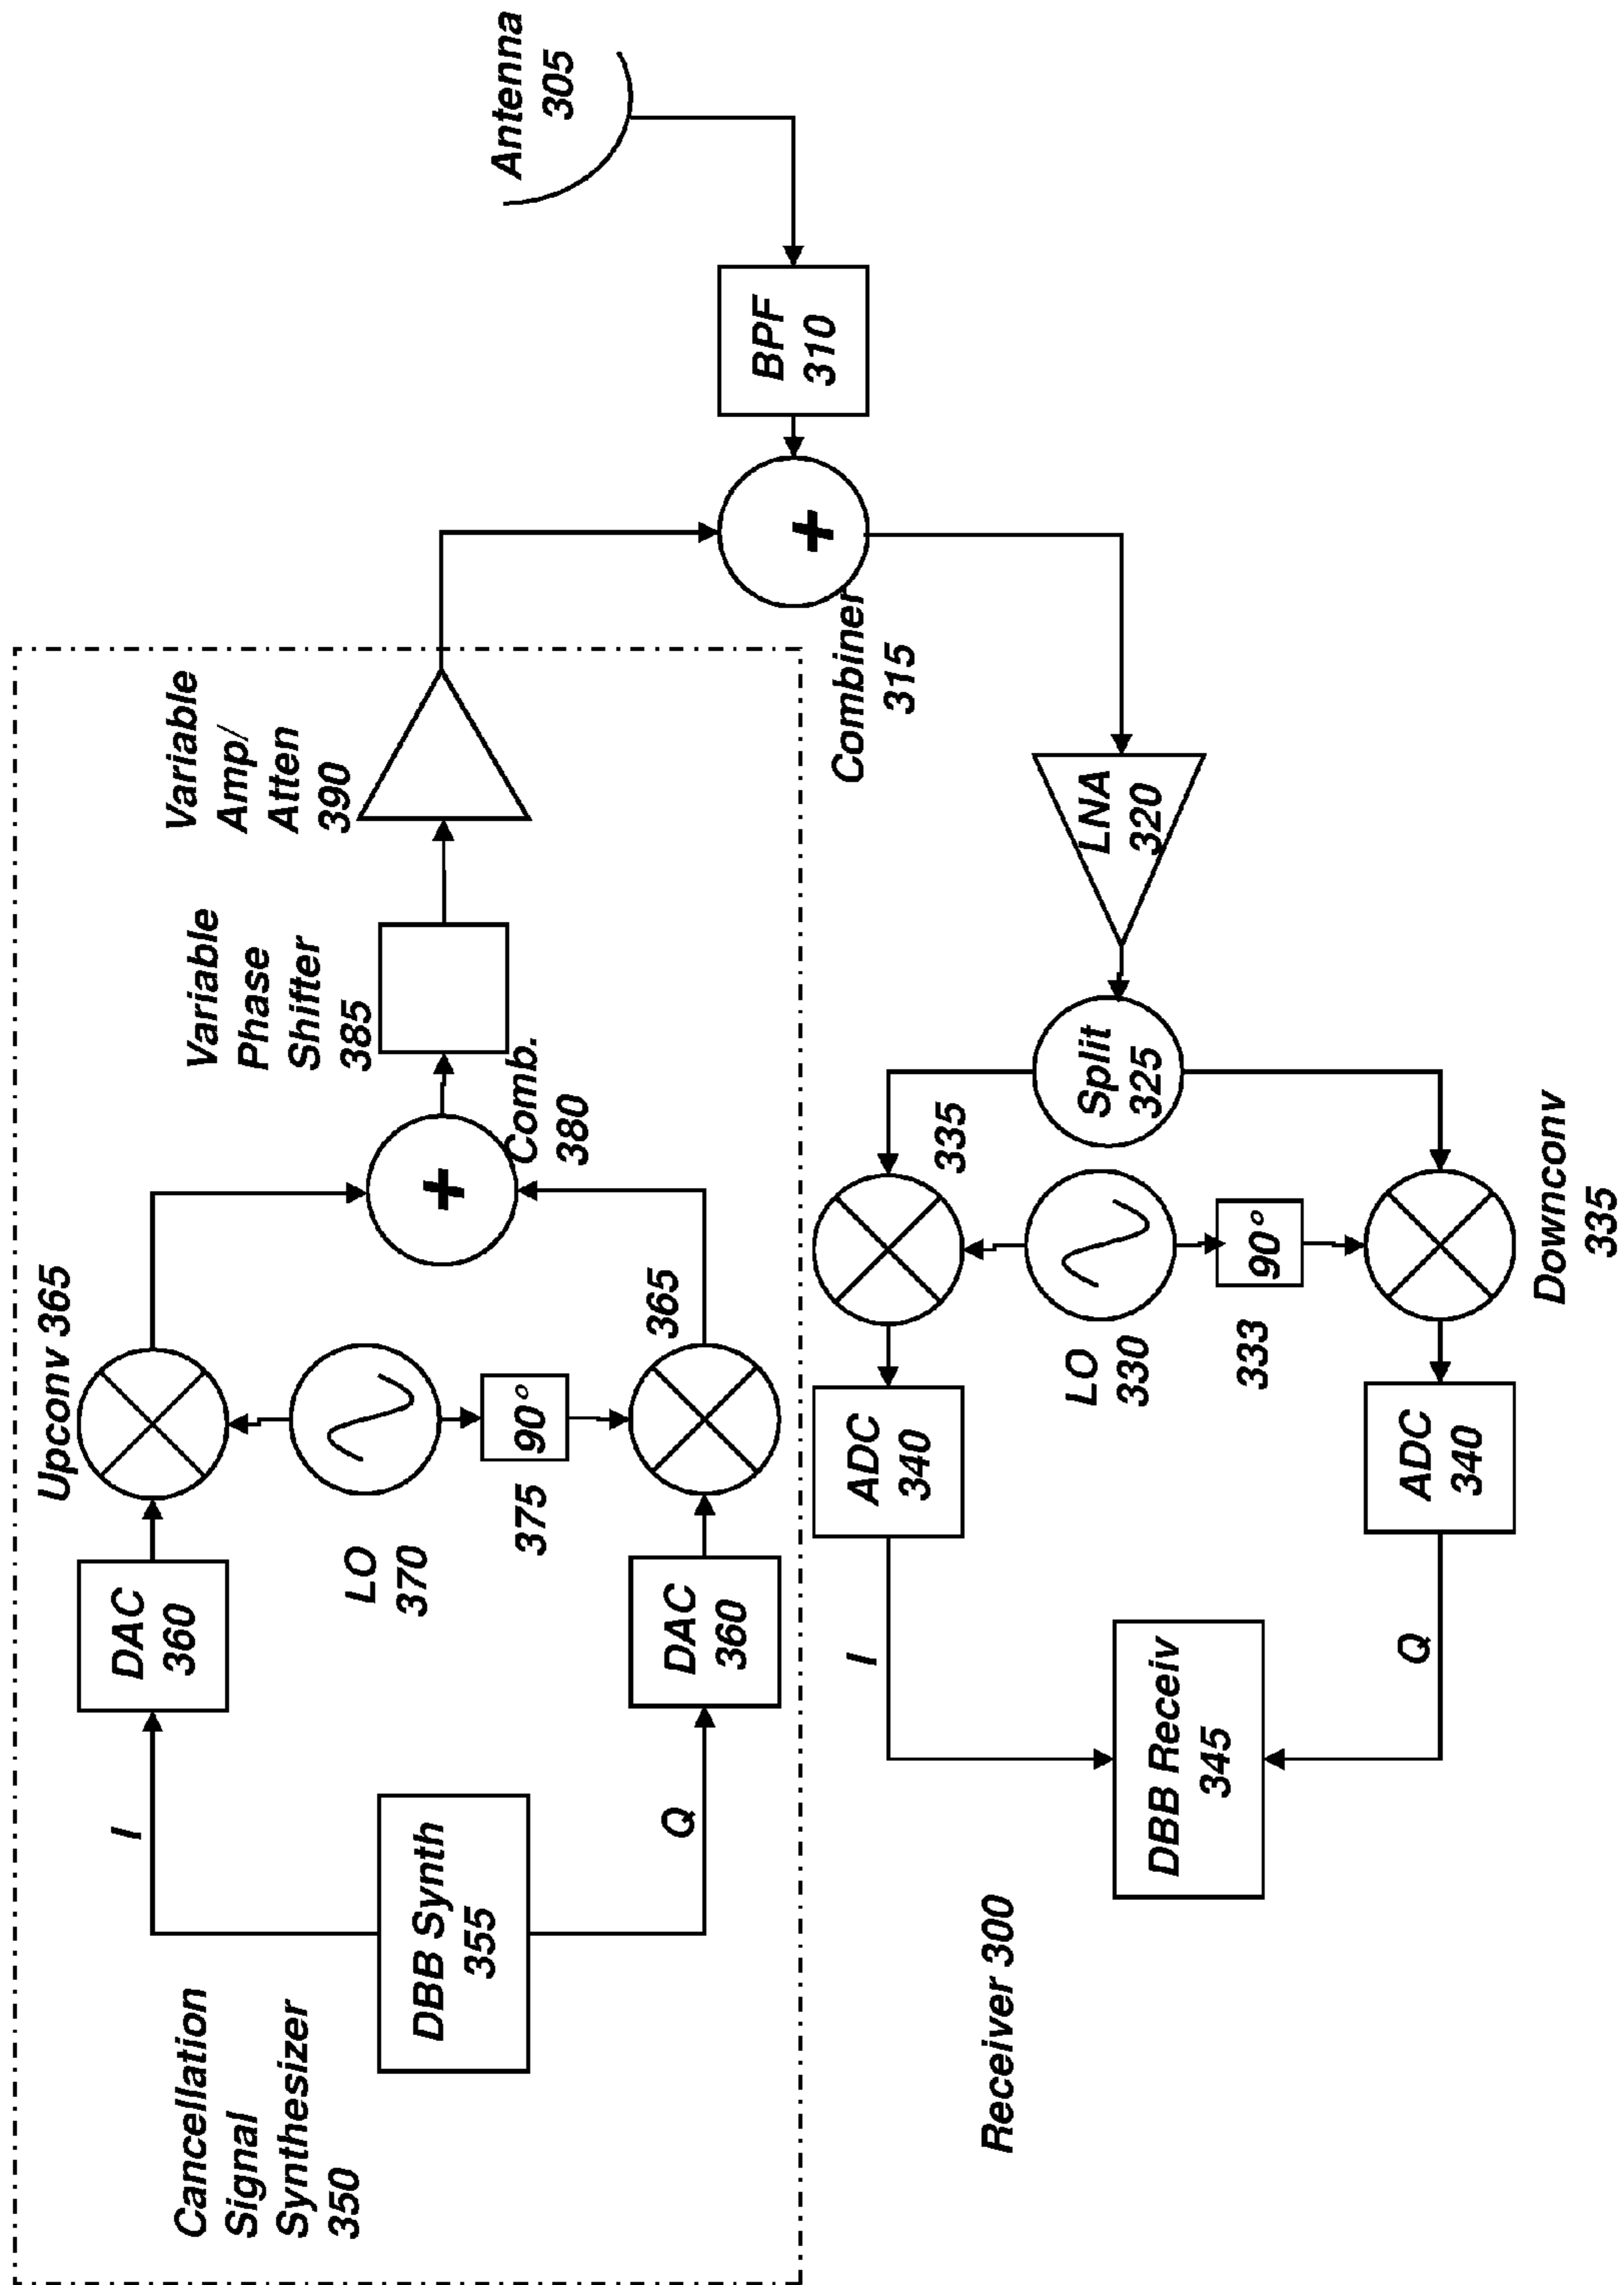 Cancellation
Signal
Synthesizer
350
DBB Synth
355
I
Q
DAC
360
DAC
360
Upconv 365
LO
370
375
90°
365
Comb.
380
Variable
Phase
Shifter
385
Variable
Amp/
Atten
390
Combiner
315
BPF
310
Antenna
305
LNA
320
Split
325
335
LO
330
333
90°
Downconv
335
ADC
340
ADC
340
I
Q
DBB Receiv
345
Receiver 300